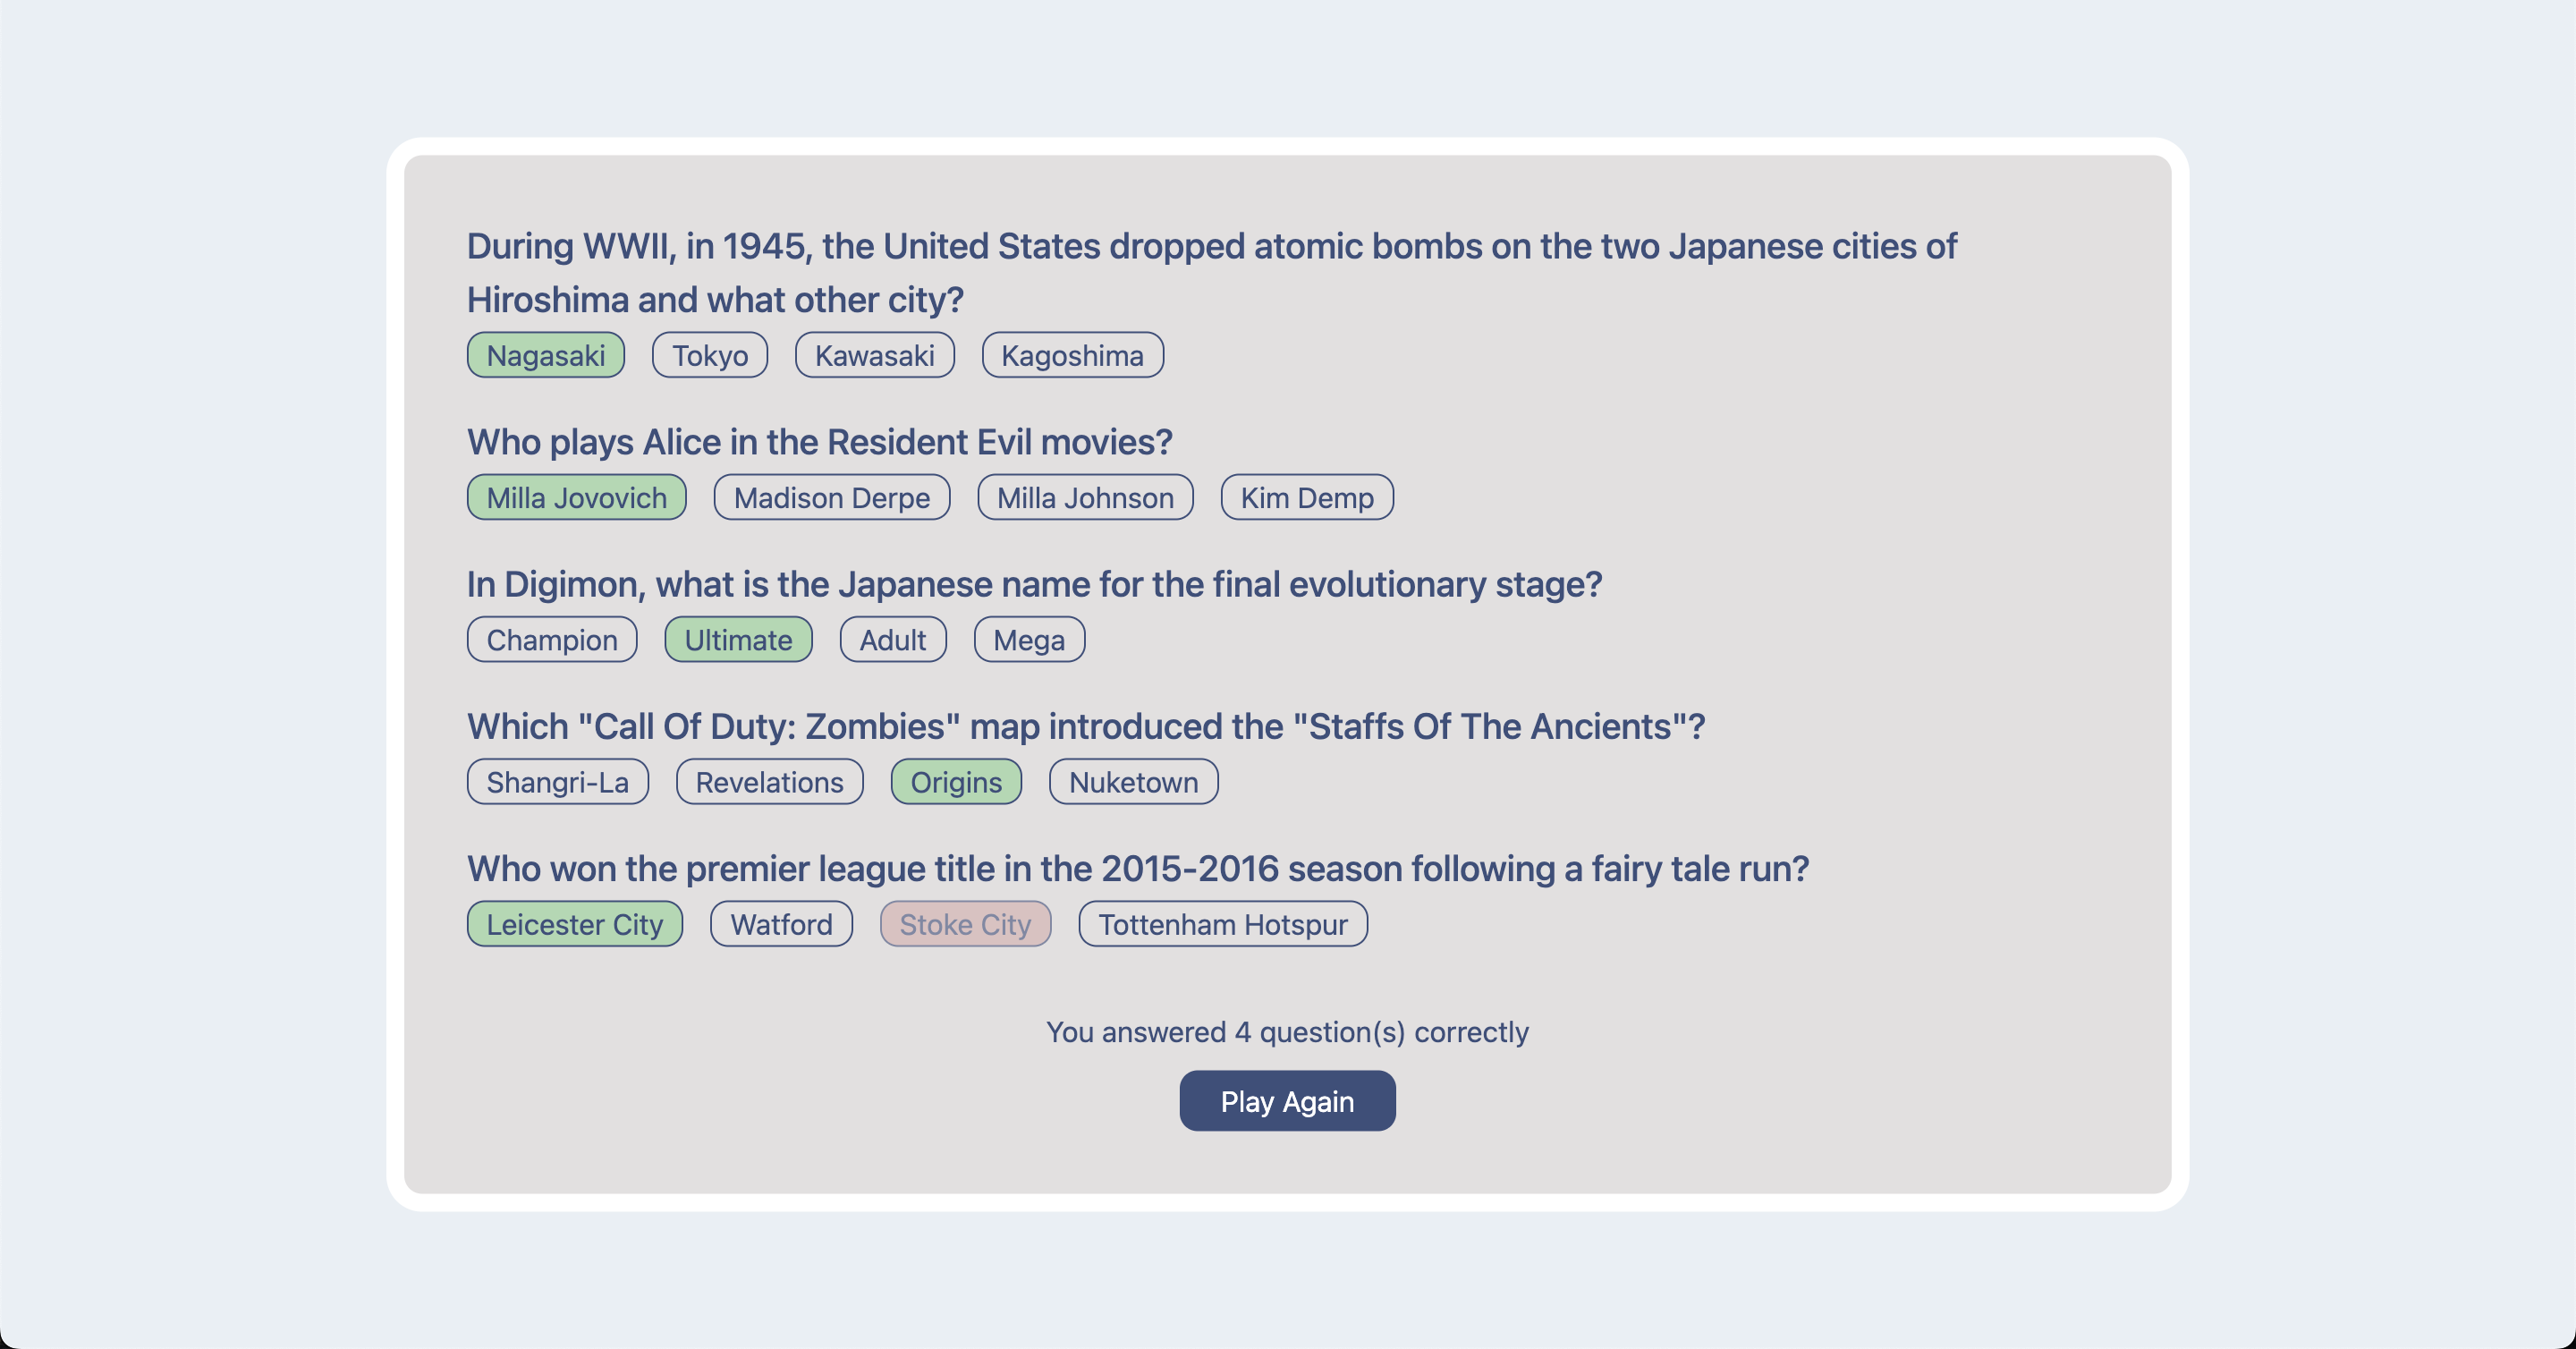 During WWII, in 1945, the United States dropped atomic bombs on the two Japanese cities of
Hiroshima and what other city?
Nagasaki Tokyo Kawasaki Kagoshima
Who plays Alice in the Resident Evil movies?
Milla Jovovich Madison Derpe Milla Johnson Kim Demp
In Digimon, what is the Japanese name for the final evolutionary stage?
Champion Ultimate Adult Mega
Which "Call Of Duty: Zombies" map introduced the "Staffs Of The Ancients"?
Shangri-La Revelations Origins Nuketown
Who won the premier league title in the 2015-2016 season following a fairy tale run?
Leicester City Watford Stoke City Tottenham Hotspur
You answered 4 question(s) correctly
Play Again